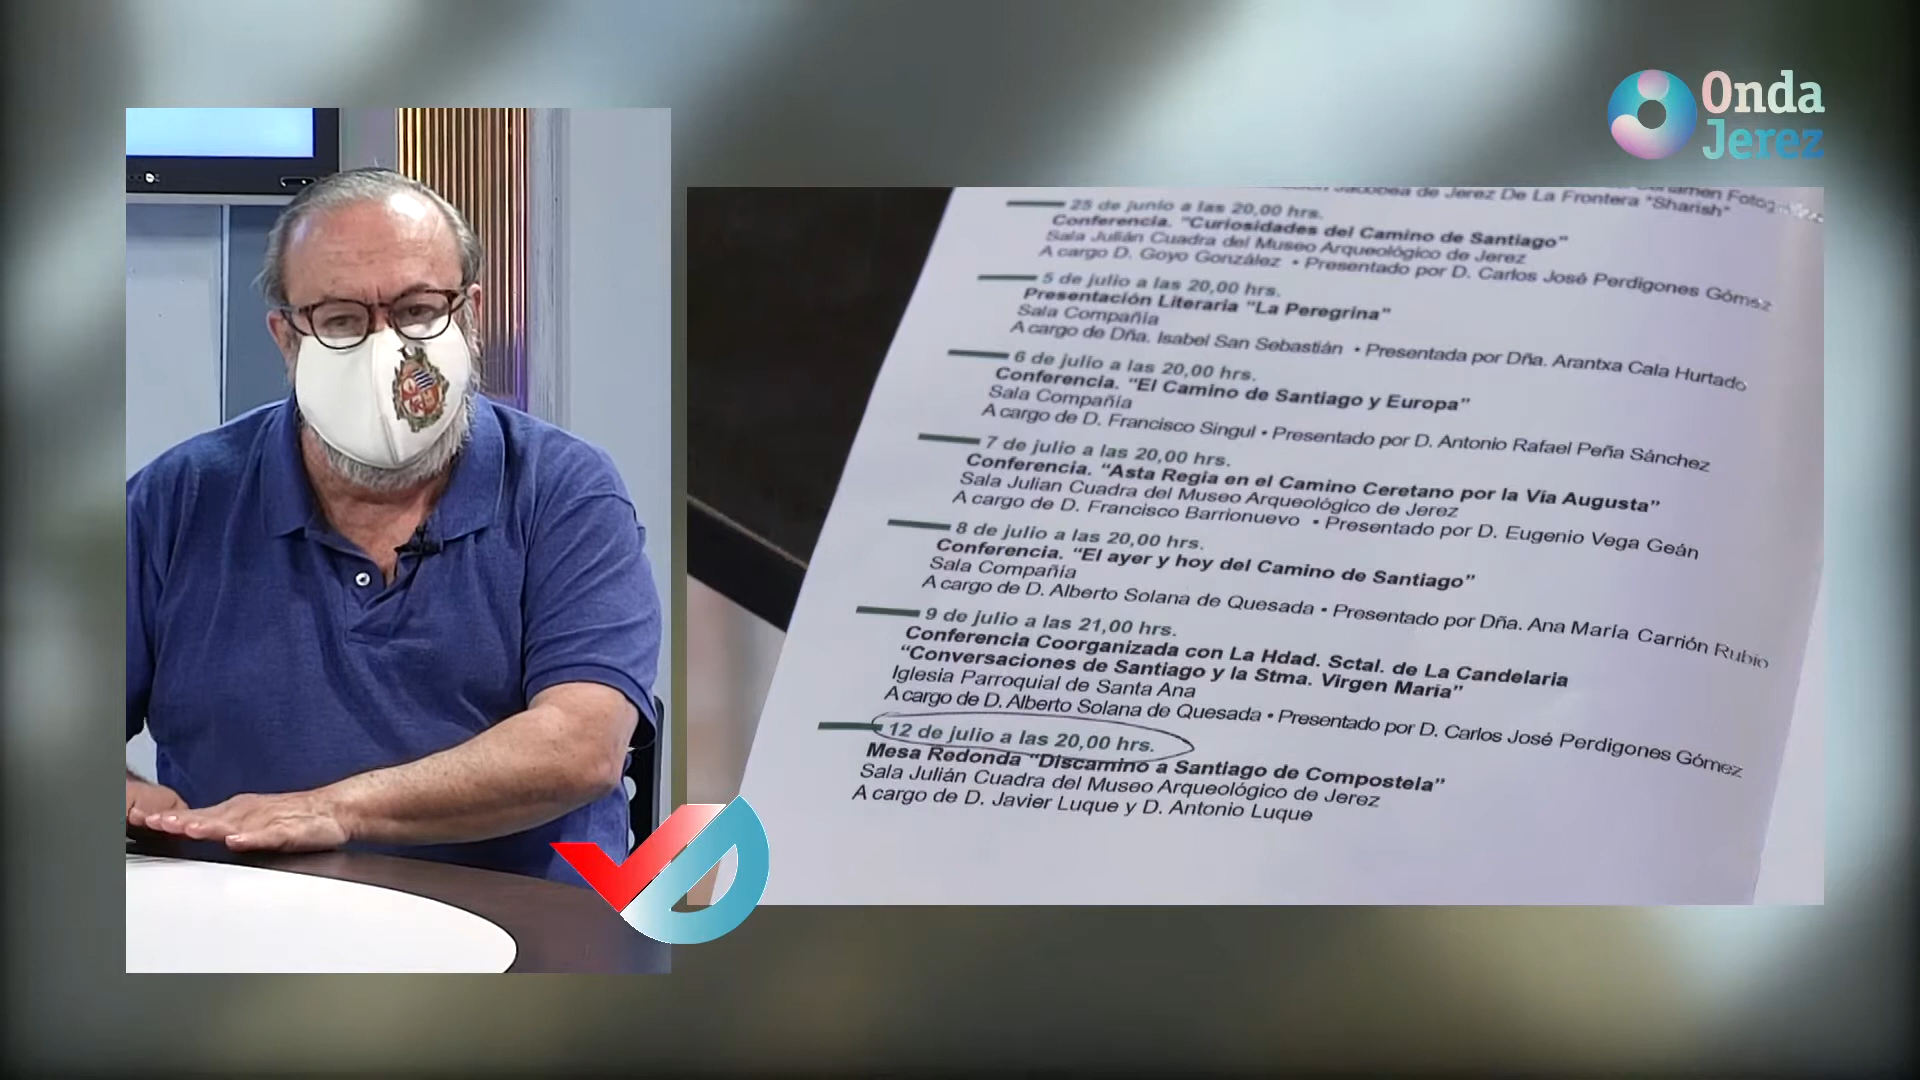 Onda
Jerez
Jacobea de Jerez De La Frontera "Sharish"
25 de junio a las 20,00 hrs.
Conferencia. "Curiosidades del Camino de Santiago"
Sala Julián Cuadra del Museo Arqueológico de Jerez
A cargo D. Goyo González • Presentado por D. Carlos José Perdigones Gómez
5 de julio a las 20,00 hrs.
Presentación Literaria "La Peregrina"
Sala Compañía
A cargo de Dña. Isabel San Sebastián • Presentada por Dña. Arantxa Cala Hurtado
6 de julio a las 20,00 hrs.
Conferencia. "El Camino de Santiago y Europa"
Sala Compañía
A cargo de D. Francisco Singul • Presentado por D. Antonio Rafael Peña Sánchez
7 de julio a las 20,00 hrs.
Conferencia. "Asta Regia en el Camino Ceretano por la Vía Augusta"
Sala Julian Cuadra del Museo Arqueológico de Jerez
A cargo de D. Francisco Barrionuevo • Presentado por D. Eugenio Vega Geán
8 de julio a las 20,00 hrs.
Conferencia. "El ayer y hoy del Camino de Santiago"
Sala Compañía
A cargo de D. Alberto Solana de Quesada • Presentado por Dña. Ana María Carrión Rubio
9 de julio a las 21,00 hrs.
Conferencia Coorganizada con La Hdad. Sctal. de La Candelaria
"Conversaciones de Santiago y la Stma. Virgen María"
Iglesia Parroquial de Santa Ana
A cargo de D. Alberto Solana de Quesada • Presentado por D. Carlos José Perdigones Gómez
12 de julio a las 20,00 hrs.
Mesa Redonda "Discamino a Santiago de Compostela"
Sala Julián Cuadra del Museo Arqueológico de Jerez
A cargo de D. Javier Luque y D. Antonio Luque